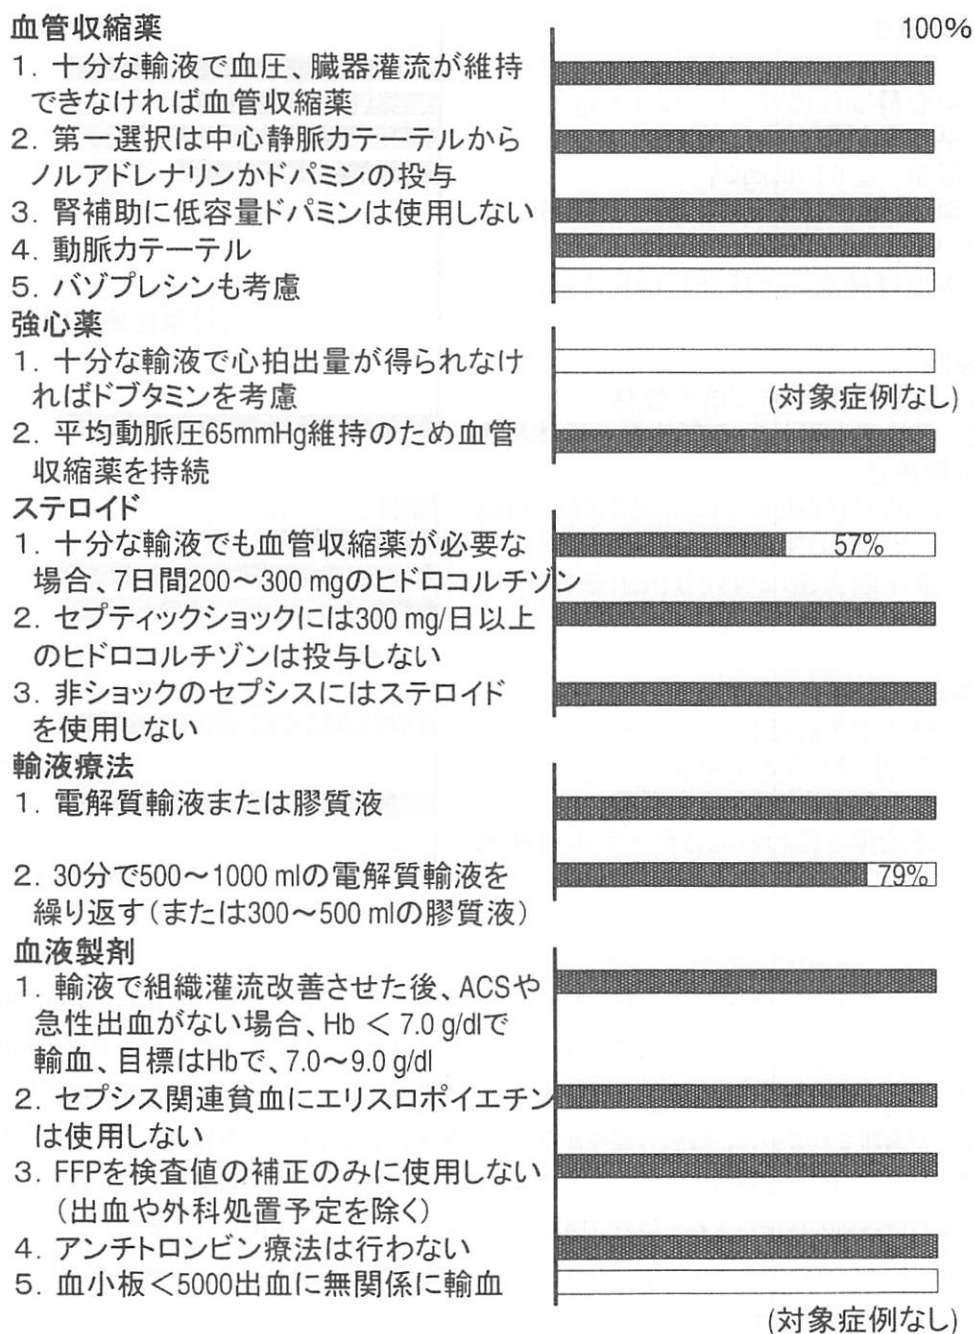 血管収縮薬
100%
1. 十分な輸液で血圧、臓器灌流が維持
できなければ血管収縮薬
2. 第一選択は中心静脈カテーテルから
ノルアドレナリンかドパミンの投与
3. 腎補助に低容量ドパミンは使用しない
4. 動脈カテーテル
5. バゾプレシンも考慮
強心薬
1. 十分な輸液で心拍出量が得られなけ
ればドブタミンを考慮
(対象症例なし)
2. 平均動脈圧65mmHg維持のため血管
収縮薬を持続
ステロイド
1. 十分な輸液でも血管収縮薬が必要な
57%
場合、7日間200～300 mgのヒドロコルチゾン
2. セプティックショックには300 mg/日以上
のヒドロコルチゾンは投与しない
3. 非ショックのセプシスにはステロイド
を使用しない
輸液療法
1. 電解質輸液または膠質液
2. 30分で500～1000 mlの電解質輸液を
79%
繰り返す(または300～500 mlの膠質液)
血液製剤
1. 輸液で組織灌流改善させた後、ACSや
急性出血がない場合、Hb < 7.0 g/dlで
輸血、目標はHbで、7.0～9.0 g/dl
2. セプシス関連貧血にエリスロポイエチン
は使用しない
3. FFPを検査値の補正のみに使用しない
(出血や外科処置予定を除く)
4. アンチトロンビン療法は行わない
5. 血小板<5000出血に無関係に輸血
(対象症例なし)